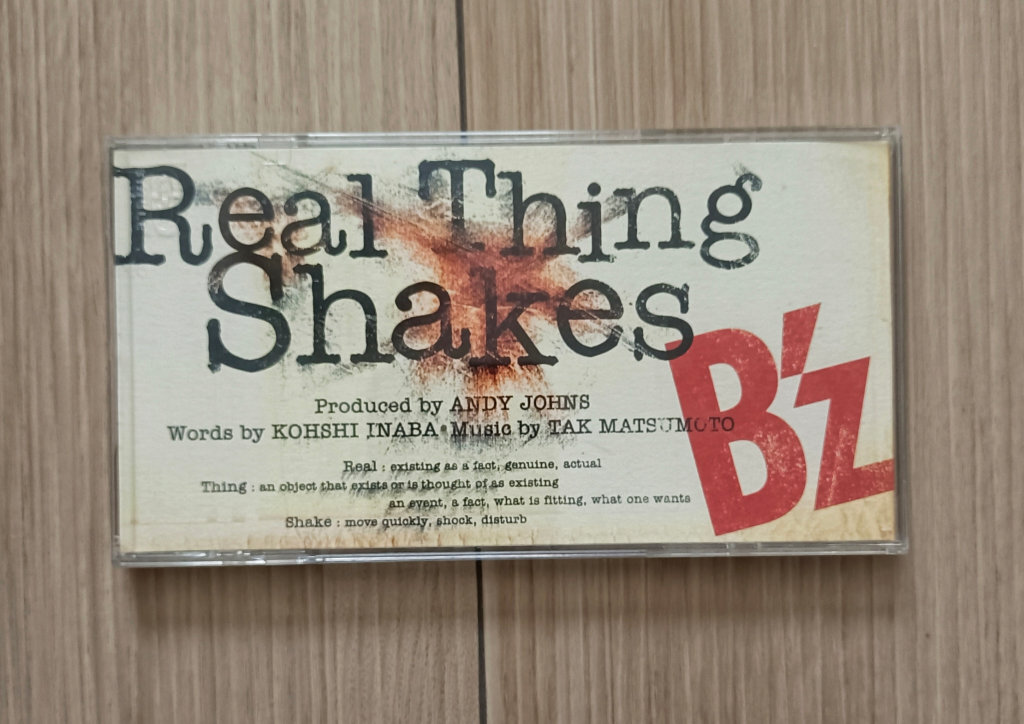 Real Thing
Shakes
B'z
Produced by ANDY JOHNS
Words by KOHSHI INABA • Music by TAK MATSUMOTO
Real : existing as a fact, genuine, actual
Thing : an object that exists or is thought of as existing
an event, a fact, what is fitting, what one wants
Shake : move quickly, shock, disturb